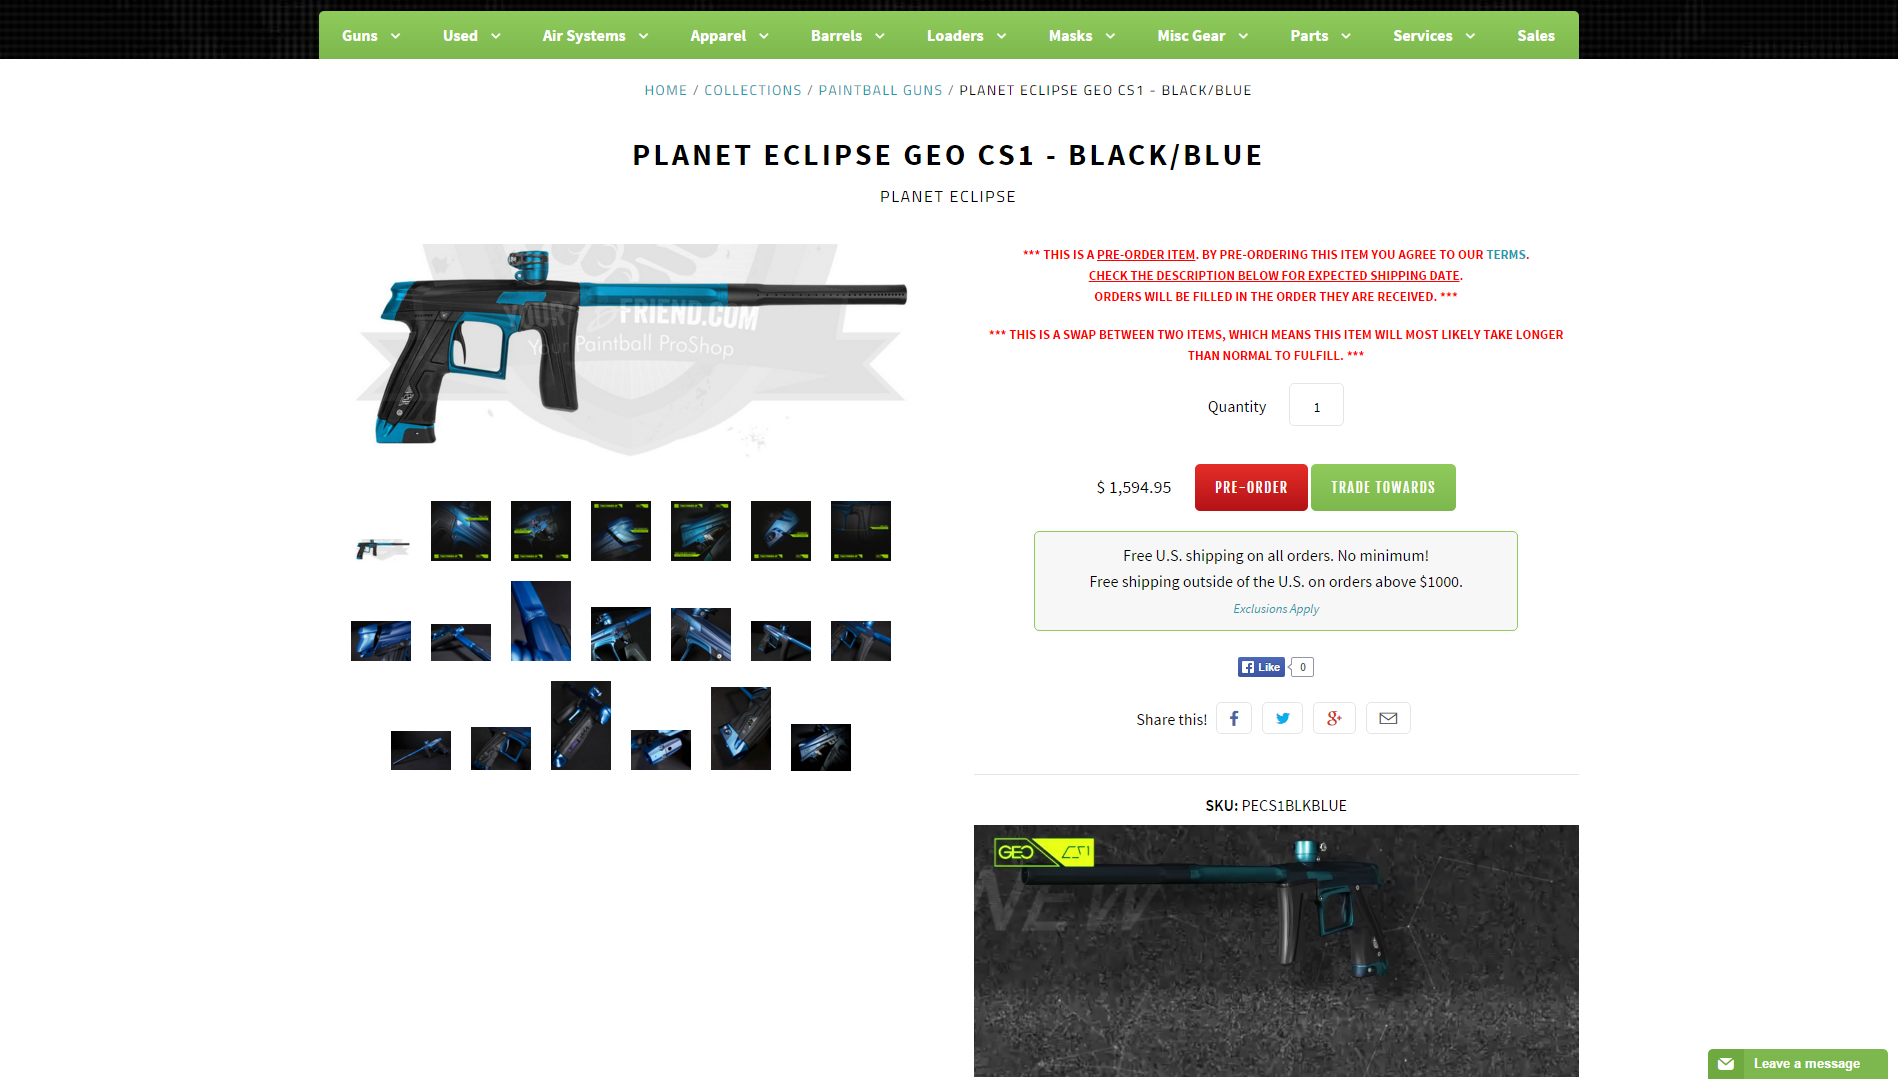 Guns Used Air Systems Apparel Barrels Loaders Masks Misc Gear Parts Services Sales
HOME / COLLECTIONS / PAINTBALL GUNS / PLANET ECLIPSE GEO CS1 - BLACK/BLUE
PLANET ECLIPSE GEO CS1 - BLACK/BLUE
PLANET ECLIPSE
YOUR FRIEND.COM
Your Paintball ProShop
*** THIS IS A PRE-ORDER ITEM. BY PRE-ORDERING THIS ITEM YOU AGREE TO OUR TERMS.
CHECK THE DESCRIPTION BELOW FOR EXPECTED SHIPPING DATE.
ORDERS WILL BE FILLED IN THE ORDER THEY ARE RECEIVED. ***
*** THIS IS A SWAP BETWEEN TWO ITEMS, WHICH MEANS THIS ITEM WILL MOST LIKELY TAKE LONGER
THAN NORMAL TO FULFILL. ***
Quantity 1
$ 1,594.95 PRE-ORDER TRADE TOWARDS
Free U.S. shipping on all orders. No minimum!
Free shipping outside of the U.S. on orders above $1000.
Exclusions Apply
Like 0
Share this!
SKU: PECS1BLKBLUE
GEO CS1
NEW
Leave a message